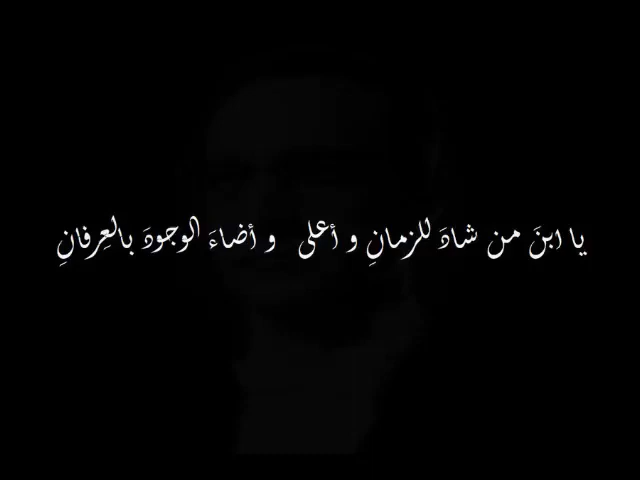 يا ابنَ من شادَ للزمانِ و أعلى و أضاءَ الوجودَ بالعِرفانِ